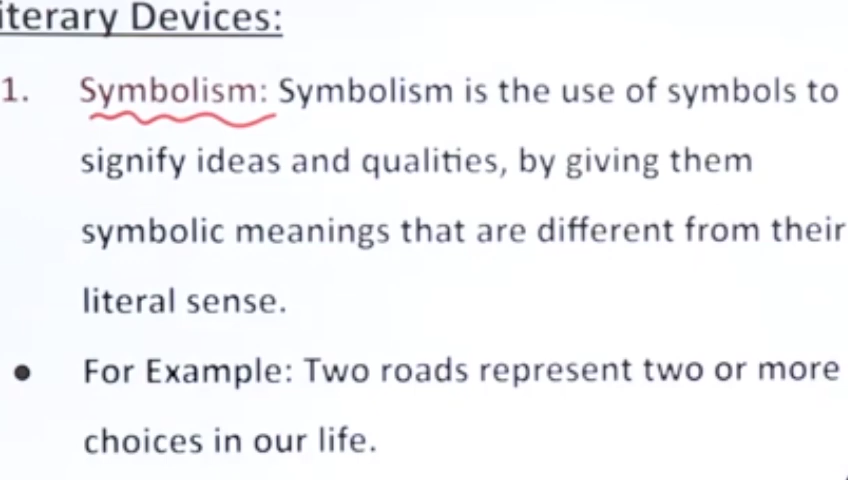 iterary Devices:
1. Symbolism: Symbolism is the use of symbols to
signify ideas and qualities, by giving them
symbolic meanings that are different from their
literal sense.
● For Example: Two roads represent two or more
choices in our life.